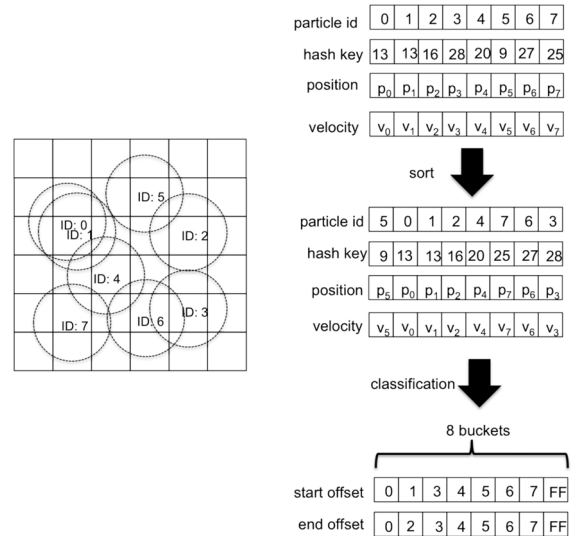 particle id 0 1 2 3 4 5 6 7
hash key 13 13 16 28 20 9 27 25
position p0 p1 p2 p3 p4 p5 p6 p7
velocity v0 v1 v2 v3 v4 v5 v6 v7
sort
ID: 5
ID: 0
ID: 1
ID: 2
ID: 4
ID: 3
ID: 6
ID: 7
particle id 5 0 1 2 4 7 6 3
hash key 9 13 13 16 20 25 27 28
position p5 p0 p1 p2 p4 p7 p6 p3
velocity v5 v0 v1 v2 v4 v7 v6 v3
classification
8 buckets
start offset 0 1 3 4 5 6 7 FF
end offset 0 2 3 4 5 6 7 FF